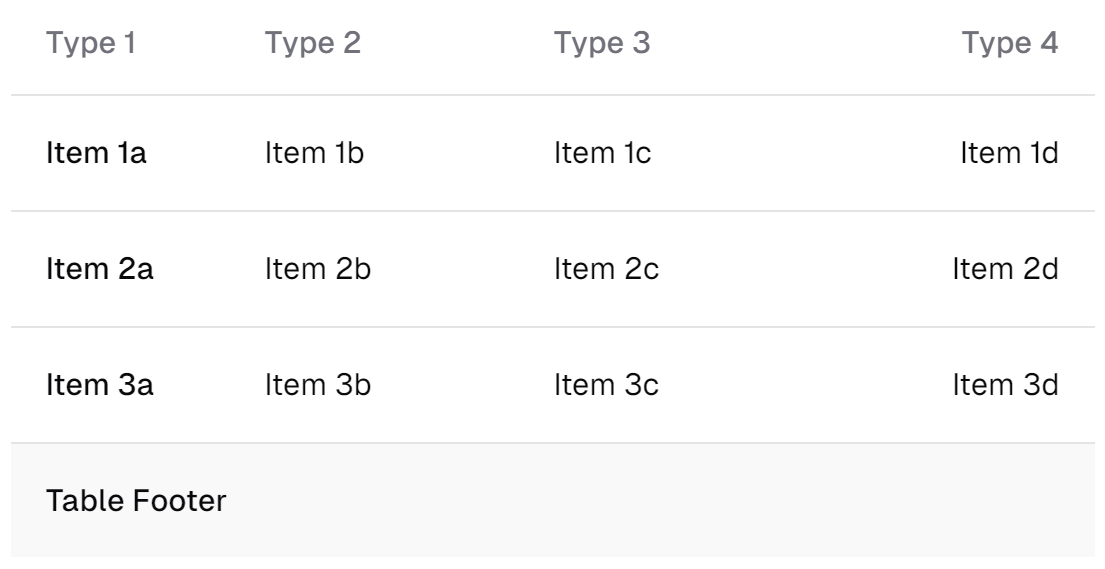 Type 1 Type 2 Type 3 Type 4
Item 1a Item 1b Item 1c Item 1d
Item 2a Item 2b Item 2c Item 2d
Item 3a Item 3b Item 3c Item 3d
Table Footer